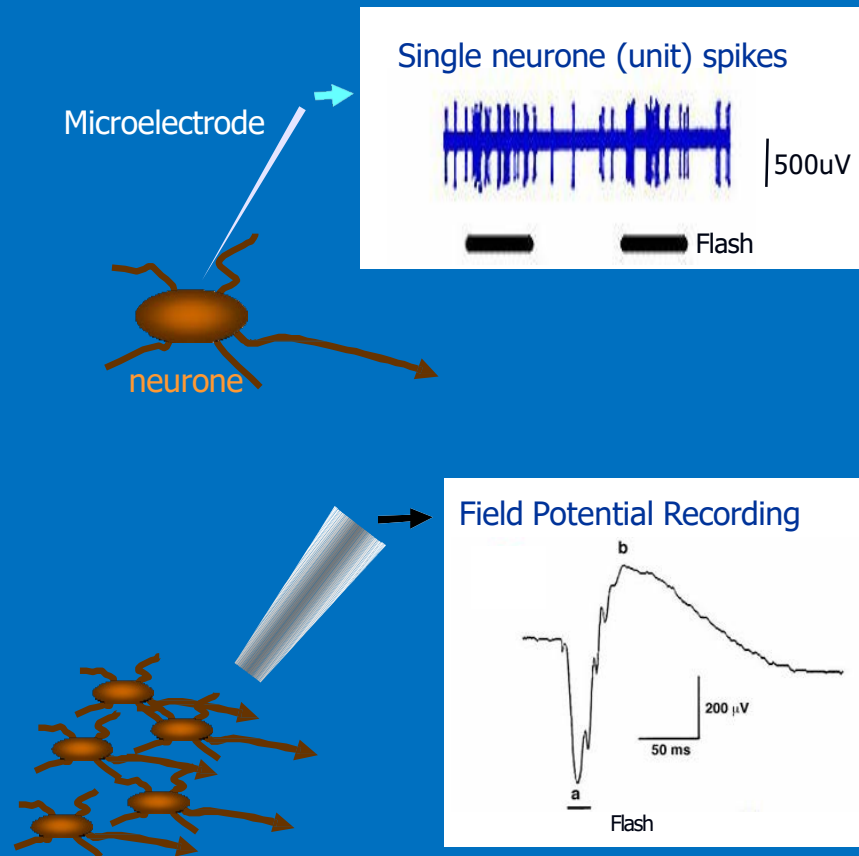 Single neurone (unit) spikes
Microelectrode
500uV
Flash
neurone
Field Potential Recording
b
200 μV
50 ms
a
Flash